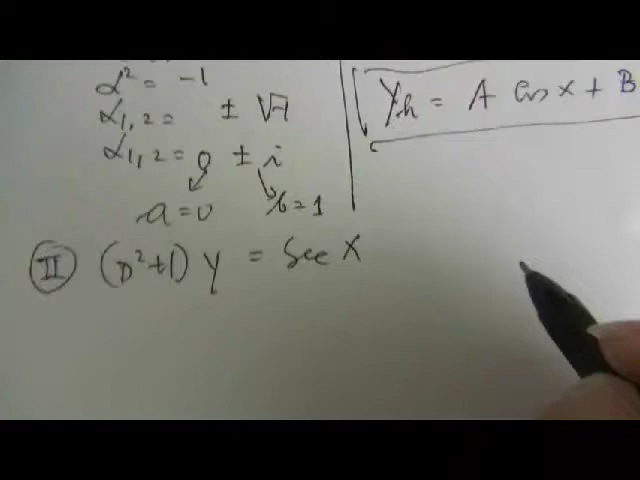 α² = -1
α₁,₂ = ± √-1
α₁,₂ = 0 ± i
a = 0 b = 1
Yh = A Cos x + B
II (D²+1) y = Sec x